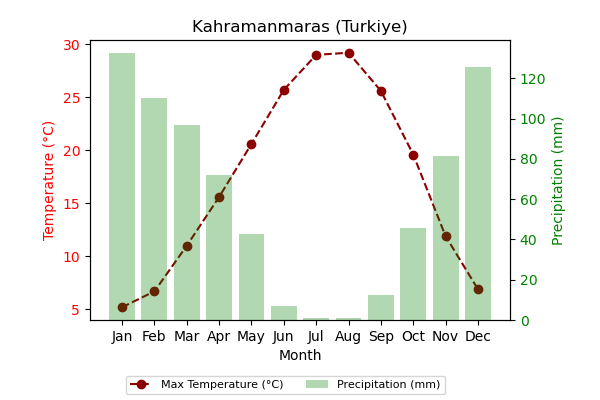 Kahramanmaras (Turkiye)
30
25
20
15
10
5
Temperature (°C)
120
100
80
60
40
20
0
Precipitation (mm)
Jan Feb Mar Apr May Jun Jul Aug Sep Oct Nov Dec
Month
Max Temperature (°C) Precipitation (mm)